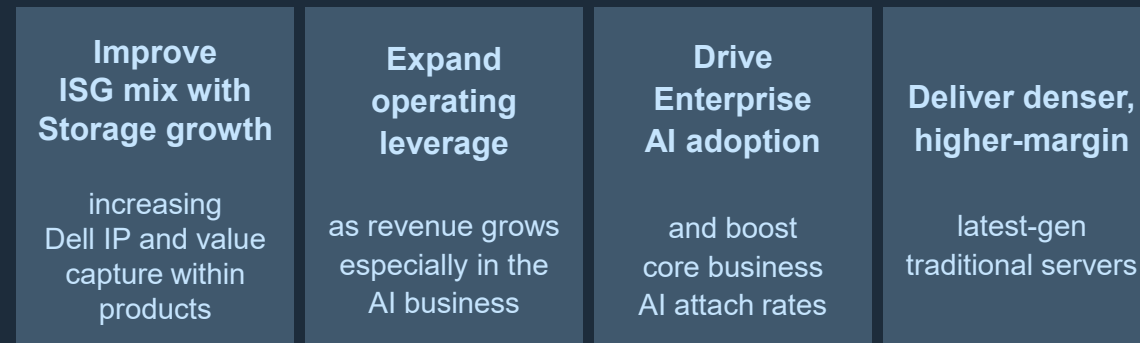 Improve
ISG mix with
Storage growth
increasing
Dell IP and value
capture within
products
Expand
operating
leverage
as revenue grows
especially in the
AI business
Drive
Enterprise
AI adoption
and boost
core business
AI attach rates
Deliver denser,
higher-margin
latest-gen
traditional servers